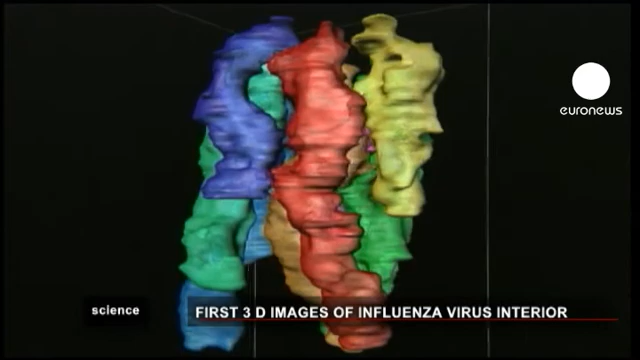 euronews
science
FIRST 3 D IMAGES OF INFLUENZA VIRUS INTERIOR